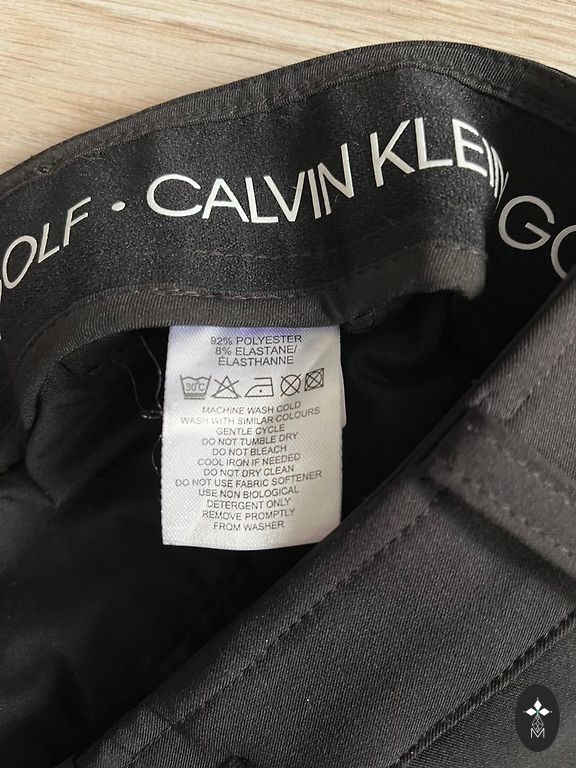 OLF • CALVIN KLEIN GO
92% POLYESTER
8% ELASTANE/
ÉLASTHANNE
30°C
MACHINE WASH COLD
WASH WITH SIMILAR COLOURS
GENTLE CYCLE
DO NOT TUMBLE DRY
DO NOT BLEACH
COOL IRON IF NEEDED
DO NOT DRY CLEAN
DO NOT USE FABRIC SOFTENER
USE NON BIOLOGICAL
DETERGENT ONLY
REMOVE PROMPTLY
FROM WASHER
M